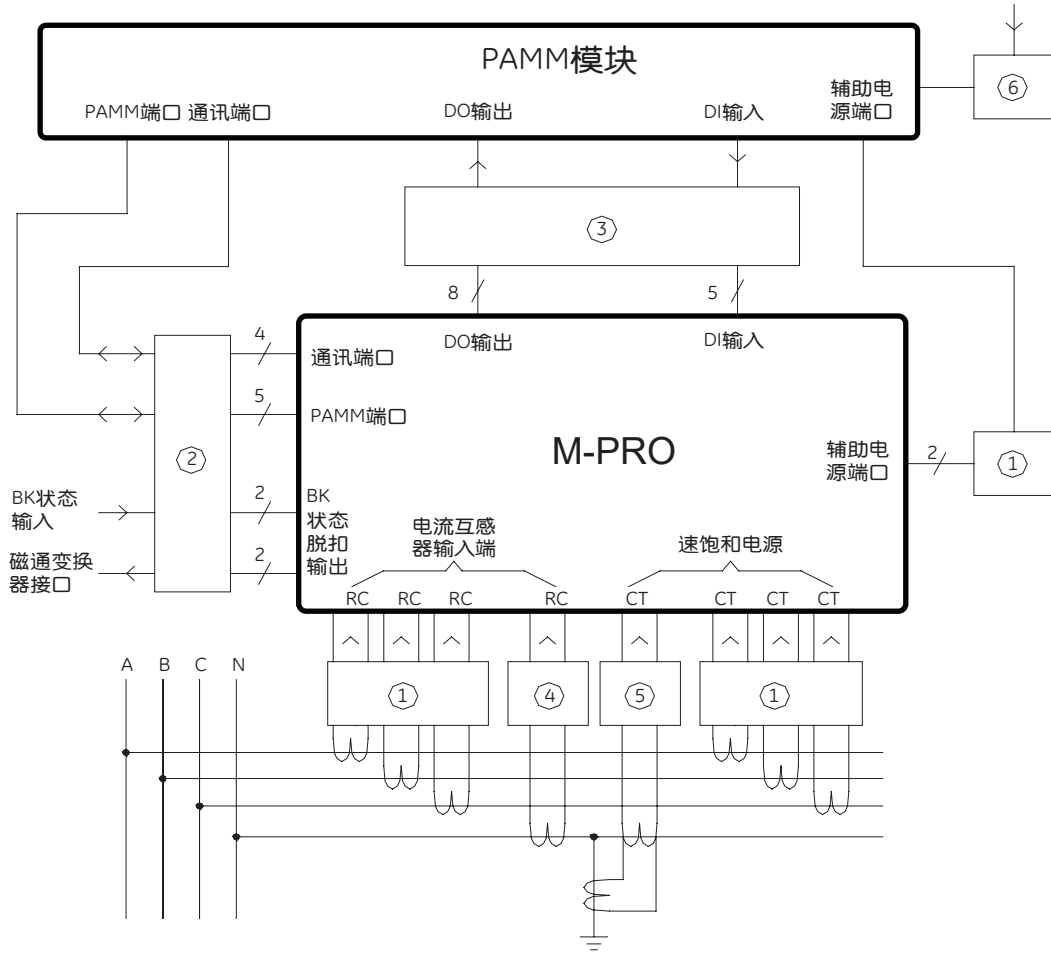 PAMM模块
PAMM端口 通讯端口
DO输出
DI输入
辅助电
源端口
⑥
③
8
5
4
通讯端口
DO输出
DI输入
5
PAMM端口
②
M-PRO
辅助电
源端口
2
①
BK状态
输入
2
BK
状态
脱扣
输出
电流互感
器输入端
速饱和电源
磁通变换
器接口
2
RC RC RC RC CT CT CT CT
A B C N
① ④ ⑤ ①